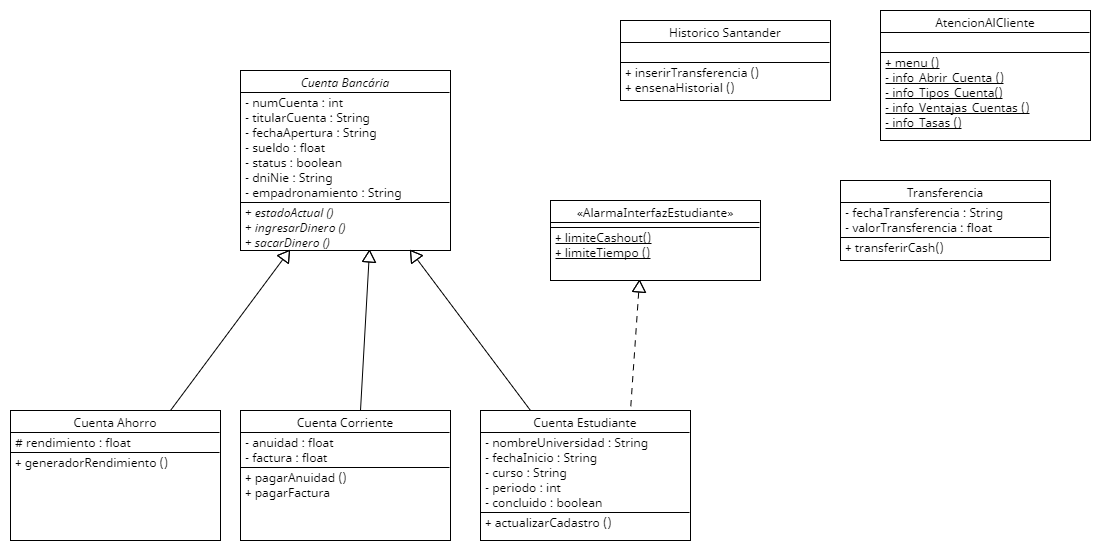 Cuenta Bancária
- numCuenta : int
- titularCuenta : String
- fechaApertura : String
- sueldo : float
- status : boolean
- dniNie : String
- empadronamiento : String
+ estadoActual ()
+ ingresarDinero ()
+ sacarDinero ()
Historico Santander
+ inserirTransferencia ()
+ ensenaHistorial ()
AtencionAlCliente
+ menu ()
- info_Abrir_Cuenta ()
- info_Tipos_Cuenta()
- info_Ventajas_Cuentas ()
- info_Tasas ()
«AlarmaInterfazEstudiante»
+ limiteCashout()
+ limiteTiempo ()
Transferencia
- fechaTransferencia : String
- valorTransferencia : float
+ transferirCash()
Cuenta Ahorro
# rendimiento : float
+ generadorRendimiento ()
Cuenta Corriente
- anuidad : float
- factura : float
+ pagarAnuidad ()
+ pagarFactura
Cuenta Estudiante
- nombreUniversidad : String
- fechaInicio : String
- curso : String
- periodo : int
- concluido : boolean
+ actualizarCadastro ()